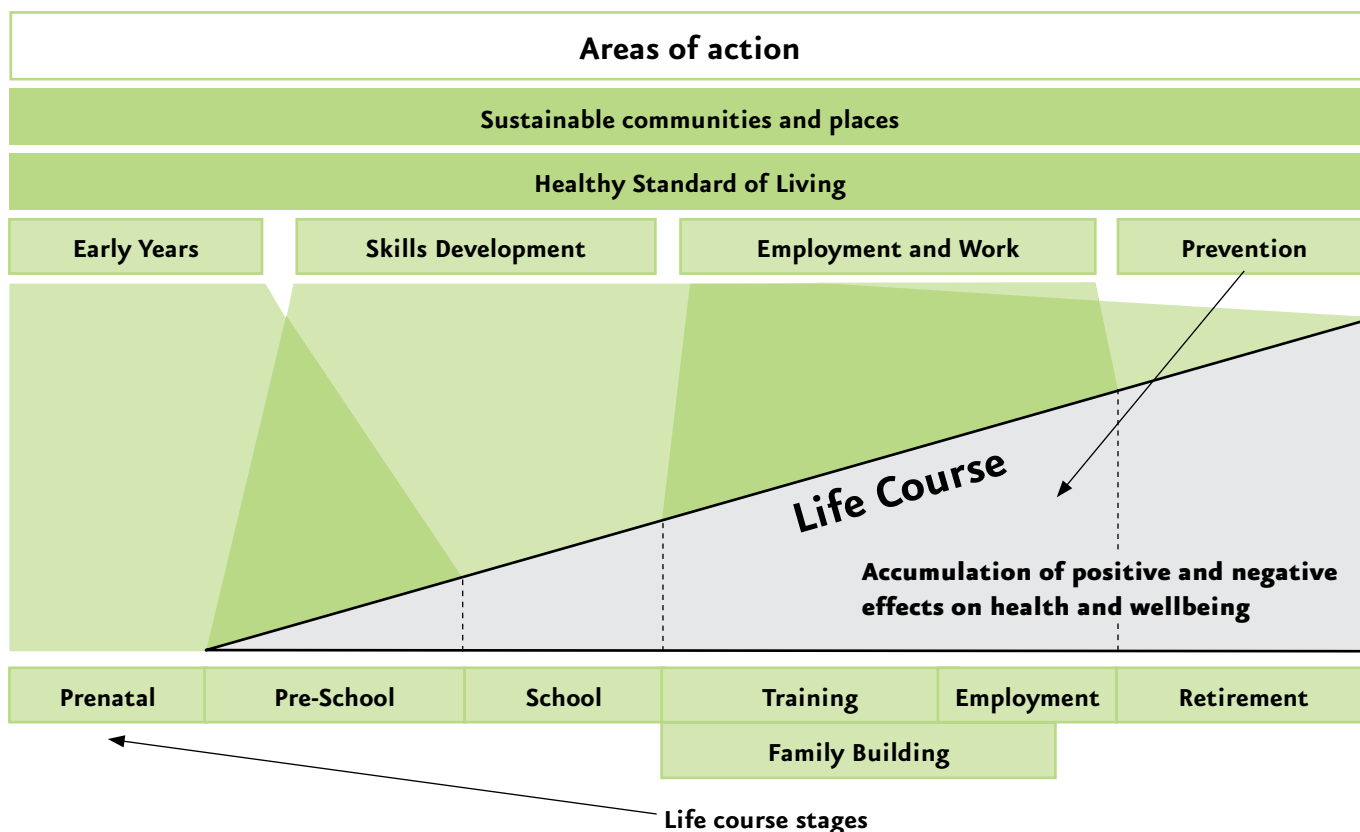 Areas of action
Sustainable communities and places
Healthy Standard of Living
Early Years
Skills Development
Employment and Work
Prevention
Life Course
Accumulation of positive and negative
effects on health and wellbeing
Prenatal
Pre-School
School
Training
Employment
Retirement
Family Building
Life course stages